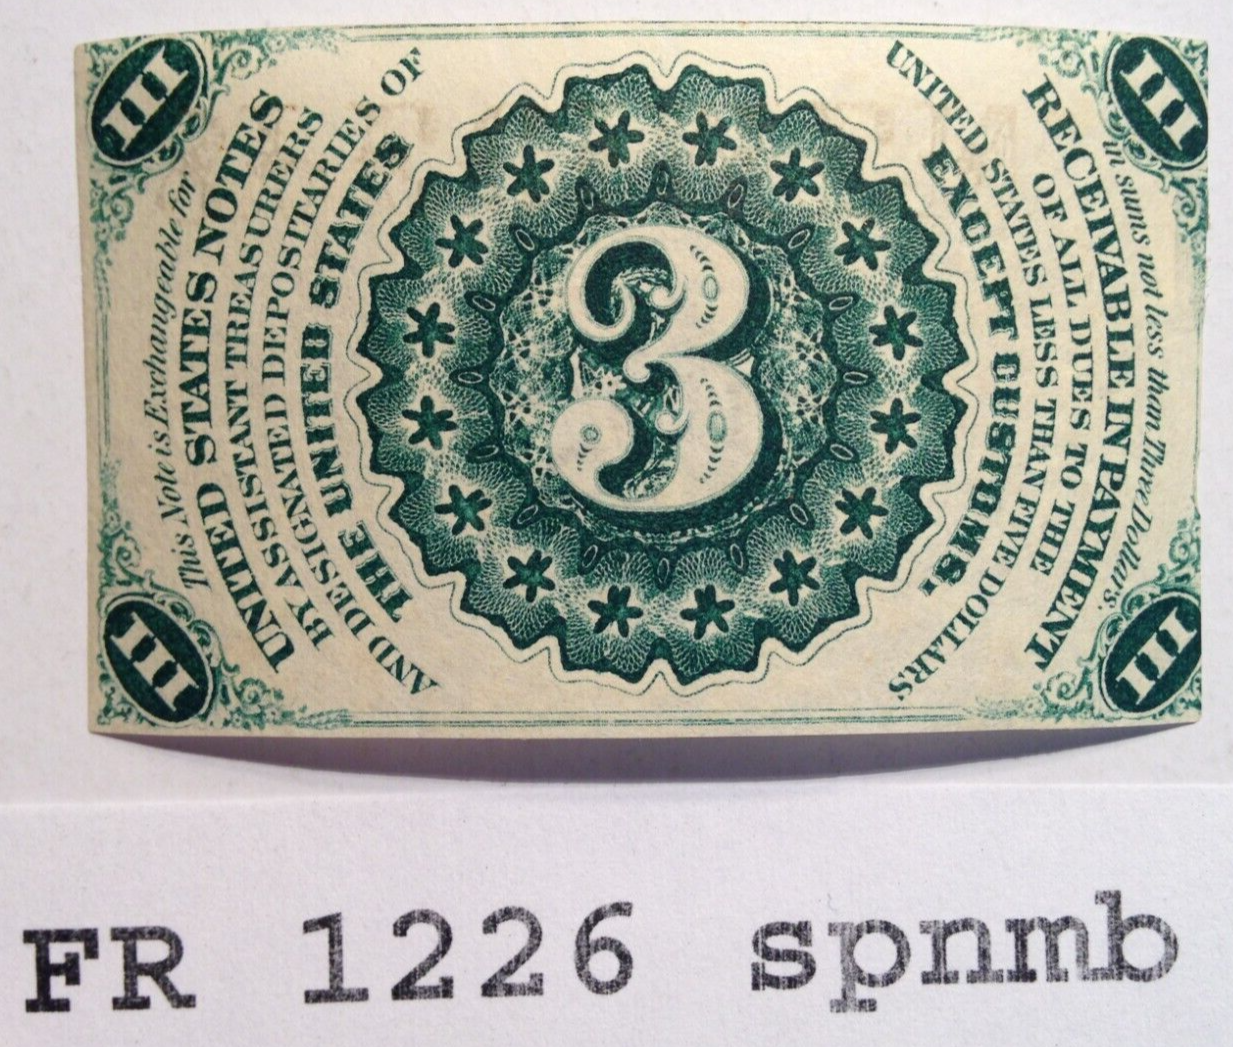 III
III
This Note is Exchangeable for
UNITED STATES NOTES
BY ASSISTANT TREASURERS
AND DESIGNATED DEPOSITARIES OF
THE UNITED STATES
3
RECEIVABLE IN PAYMENT
OF ALL DUES TO THE
UNITED STATES LESS THAN FIVE DOLLARS
EXCEPT CUSTOMS.
in sums not less than Three Dollars.
III
III
FR 1226 spnmb